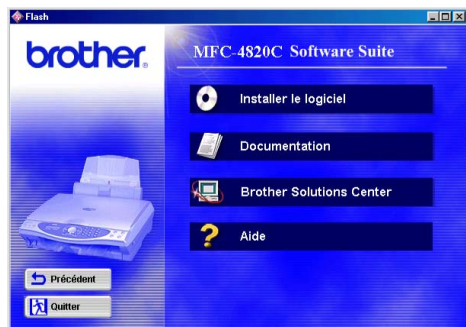 Flash
brother®
MFC-4820C Software Suite
Installer le logiciel
Documentation
Brother Solutions Center
Aide
Précédent
Quitter